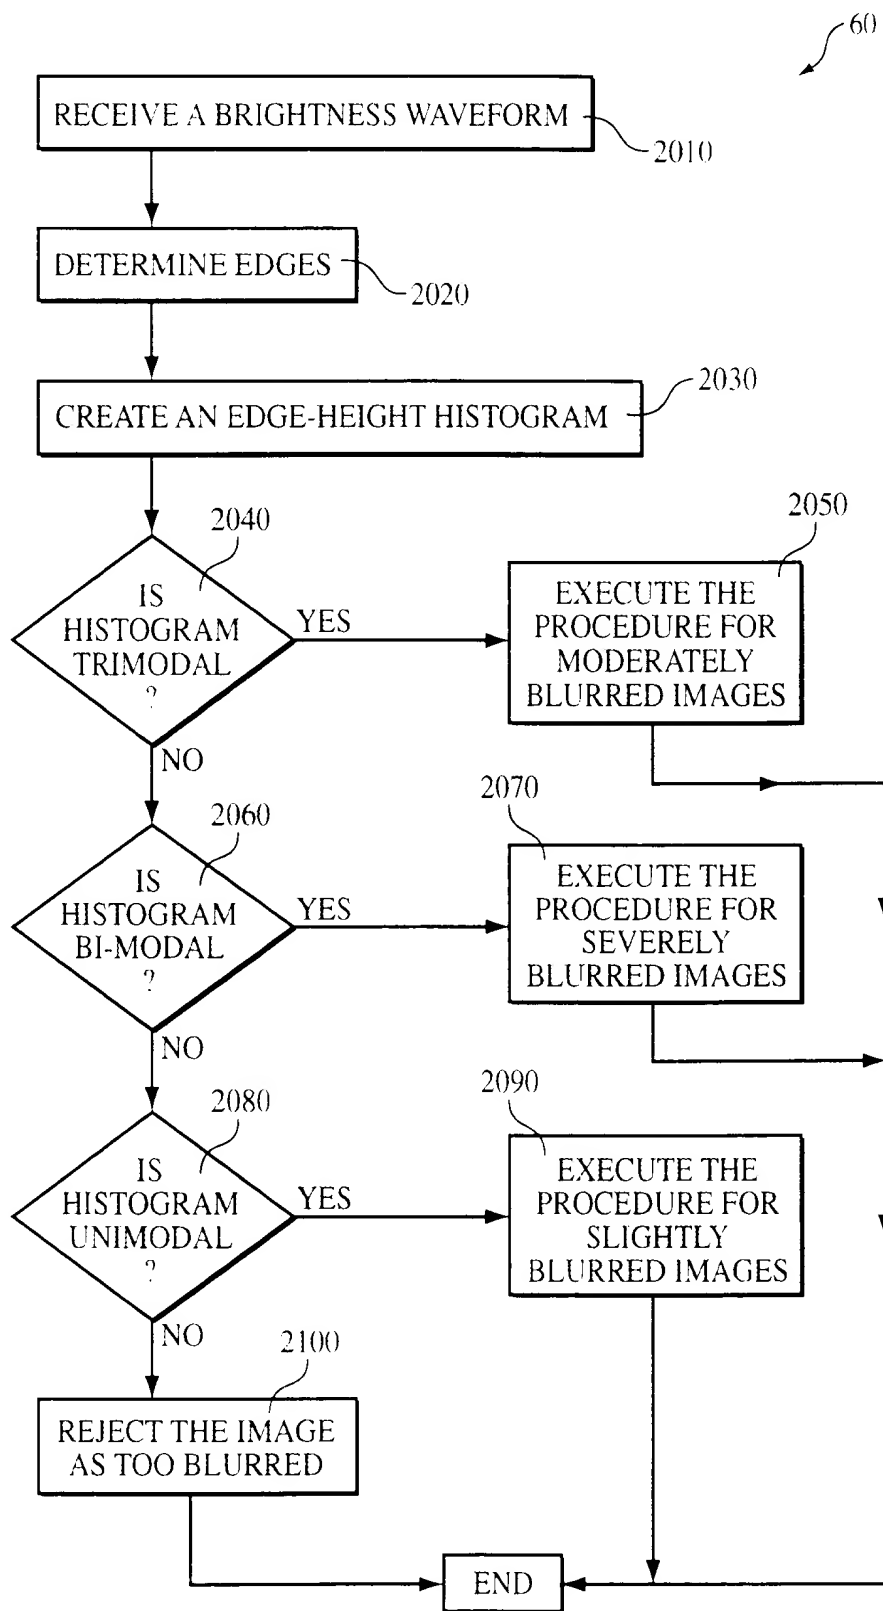 60
RECEIVE A BRIGHTNESS WAVEFORM
2010
DETERMINE EDGES
2020
2030
CREATE AN EDGE-HEIGHT HISTOGRAM
2040
IS
HISTOGRAM
TRIMODAL
?
YES
NO
2050
EXECUTE THE
PROCEDURE FOR
MODERATELY
BLURRED IMAGES
2060
IS
HISTOGRAM
BI-MODAL
?
YES
NO
2070
EXECUTE THE
PROCEDURE FOR
SEVERELY
BLURRED IMAGES
2080
IS
HISTOGRAM
UNIMODAL
?
YES
NO
2090
EXECUTE THE
PROCEDURE FOR
SLIGHTLY
BLURRED IMAGES
2100
REJECT THE IMAGE
AS TOO BLURRED
END